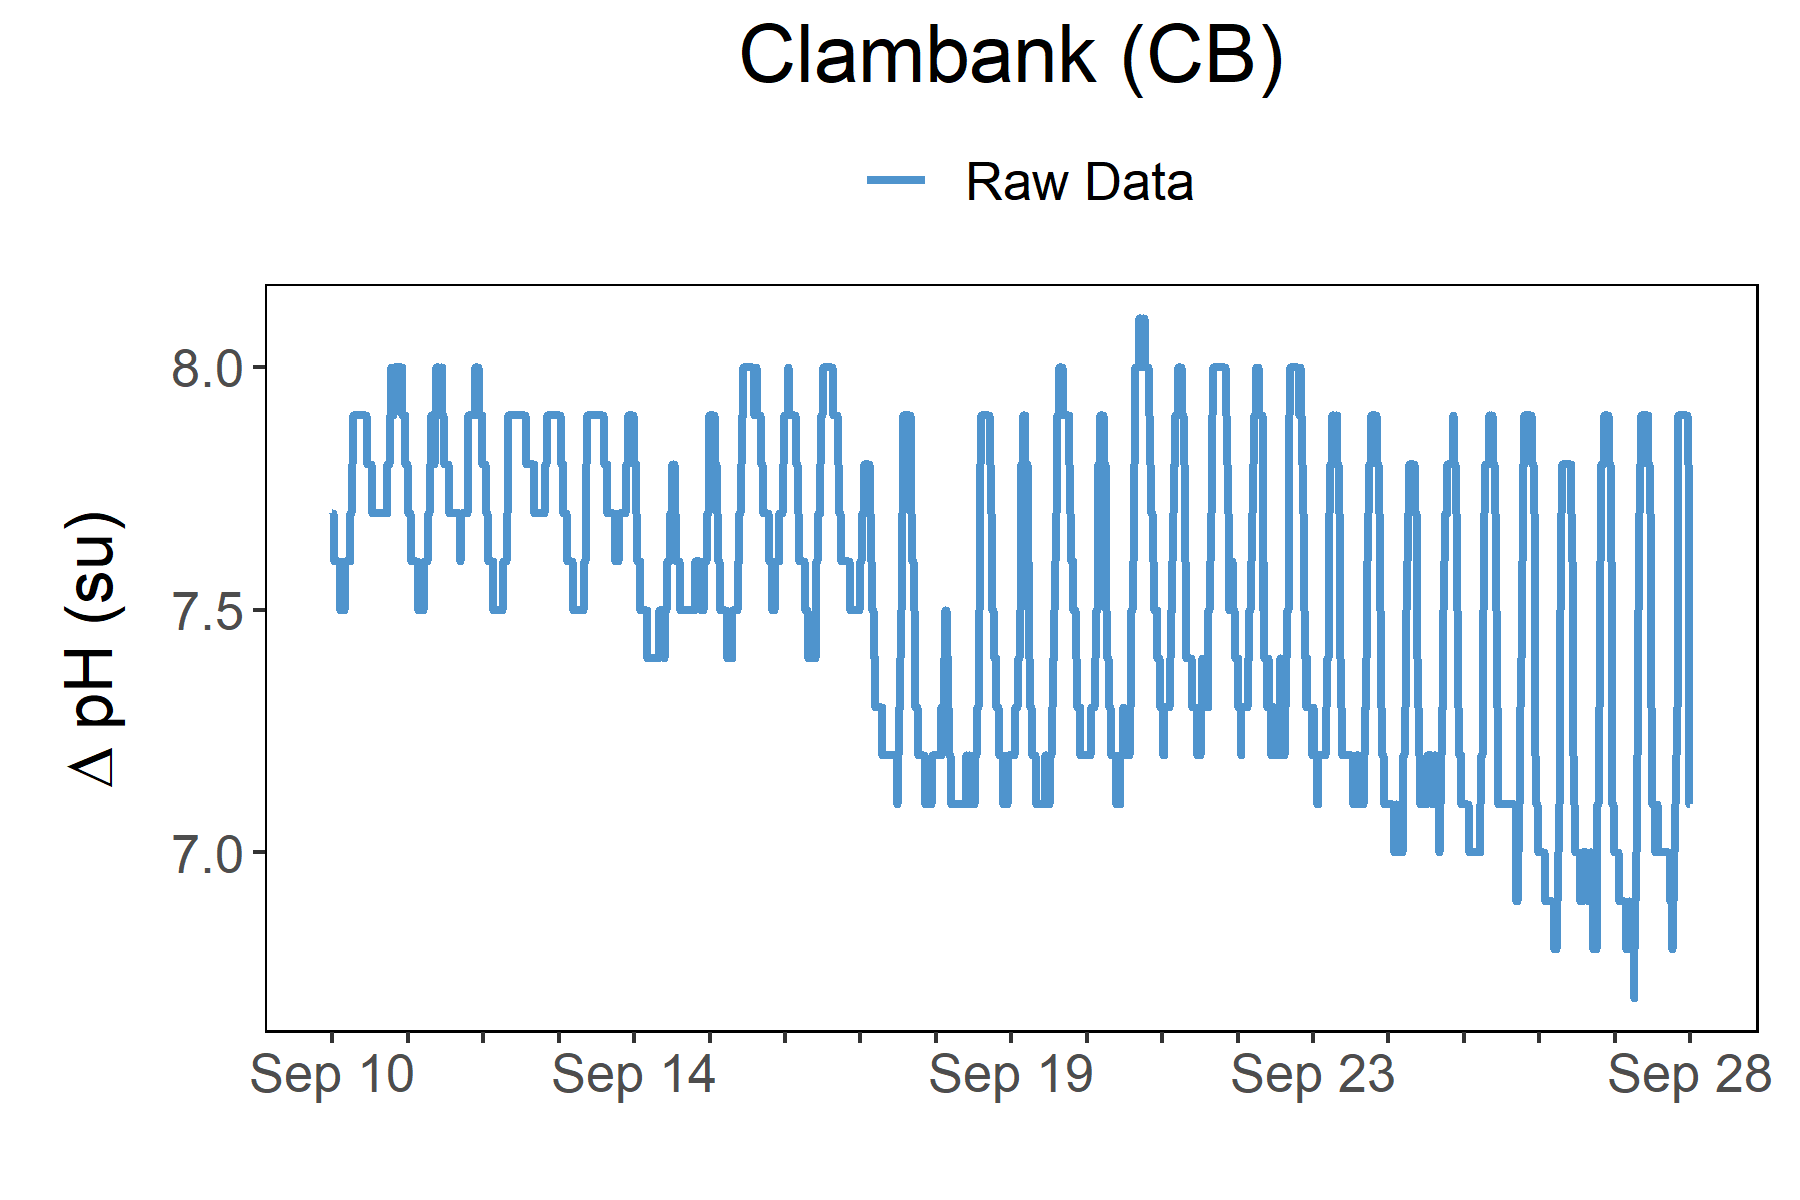 Clambank (CB)
Raw Data
Δ pH (su)
8.0
7.5
7.0
Sep 10
Sep 14
Sep 19
Sep 23
Sep 28